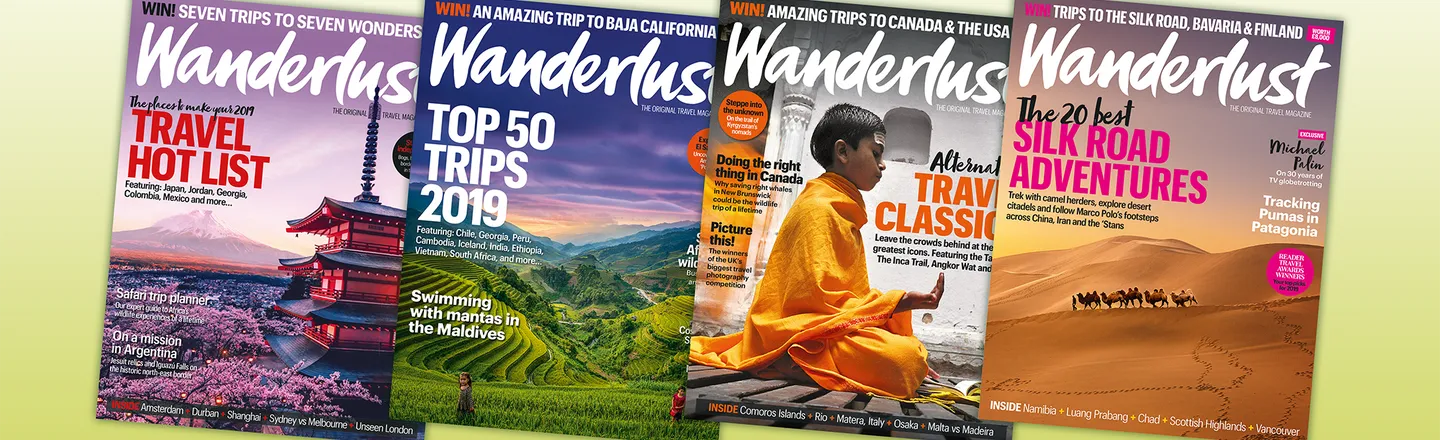 WIN! SEVEN TRIPS TO SEVEN WONDERS
Wanderlust
THE ORIGINAL TRAVEL MAGA
The places to make your 2019
TRAVEL
HOT LIST
Featuring: Japan, Jordan, Georgia,
Colombia, Mexico and more...
Safari trip planner
Our expert guide to Africa's
wildlife experiences of a lifetime
On a mission
in Argentina
Jesuit relics and Iguazú Falls on
the historic north-east border
INSIDE Amsterdam + Durban + Shanghai + Sydney vs Melbourne + Unseen London
WIN! AN AMAZING TRIP TO BAJA CALIFORNIA
Wanderlust
THE ORIGINAL TRAVEL MAG
TOP 50
TRIPS
2019
Featuring: Chile, Georgia, Peru,
Cambodia, Iceland, India, Ethiopia,
Vietnam, South Africa, and more...
Swimming
with mantas in
the Maldives
WIN! AMAZING TRIPS TO CANADA & THE USA
Wanderlust
THE ORIGINAL TRAVEL M
Steppe into
the unknown
On the trail of
Kyrgyzstan's
nomads
Doing the right
thing in Canada
Why saving right whales
in New Brunswick
could be the wildlife
trip of a lifetime
Picture
this!
The winners
of the UK's
biggest travel
photography
competition
Alternat
TRAV
CLASSIC
Leave the crowds behind at the
greatest icons. Featuring the Ta
The Inca Trail, Angkor Wat and
INSIDE Comoros Islands + Rio + Matera, Italy + Osaka + Malta vs Madeira
WIN! TRIPS TO THE SILK ROAD, BAVARIA & FINLAND
WORTH
Wanderlust
THE ORIGINAL TRAVEL MAGAZINE
The 20 best
SILK ROAD
ADVENTURES
Trek with camel herders, explore desert
citadels and follow Marco Polo's footsteps
across China, Iran and the 'Stans
EXCLUSIVE
Michael
Palin
On 30 years of
TV globetrotting
Tracking
Pumas in
Patagonia
READER
TRAVEL
AWARDS
WINNERS
INSIDE Namibia + Luang Prabang + Chad + Scottish Highlands + Vancouver